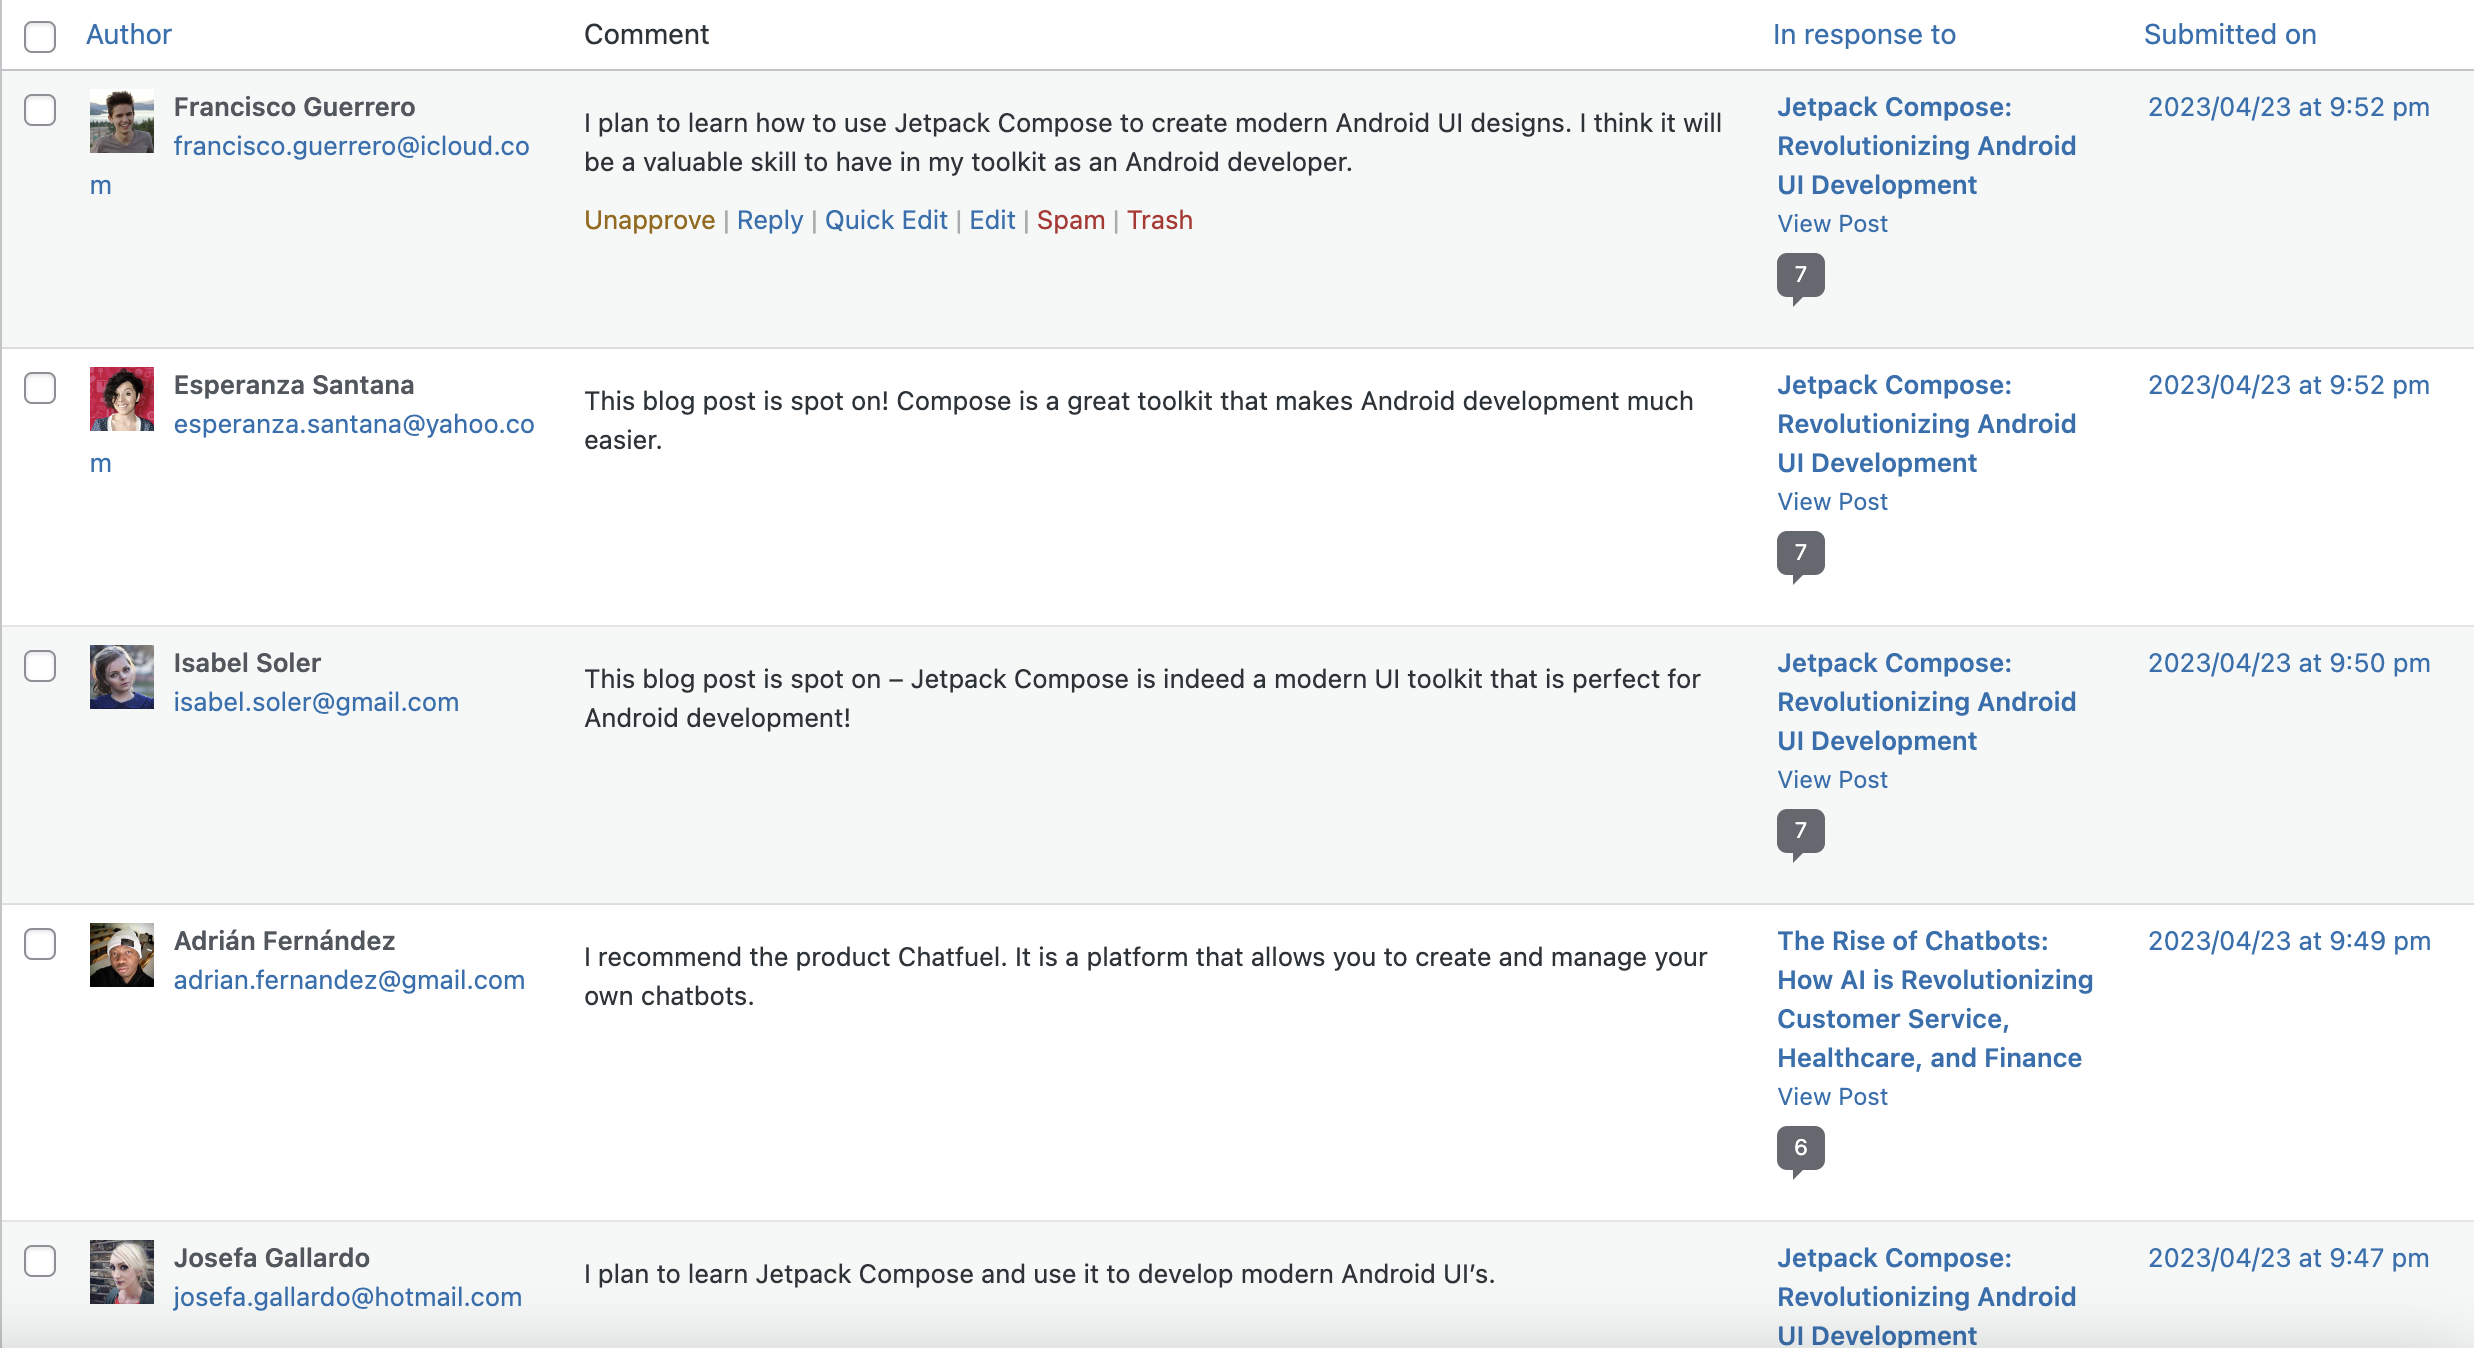 Author Comment In response to Submitted on
Francisco Guerrero
francisco.guerrero@icloud.co
m
I plan to learn how to use Jetpack Compose to create modern Android UI designs. I think it will
be a valuable skill to have in my toolkit as an Android developer.
Unapprove | Reply | Quick Edit | Edit | Spam | Trash
Jetpack Compose:
Revolutionizing Android
UI Development
View Post
7
2023/04/23 at 9:52 pm
Esperanza Santana
esperanza.santana@yahoo.co
m
This blog post is spot on! Compose is a great toolkit that makes Android development much
easier.
Jetpack Compose:
Revolutionizing Android
UI Development
View Post
7
2023/04/23 at 9:52 pm
Isabel Soler
isabel.soler@gmail.com
This blog post is spot on – Jetpack Compose is indeed a modern UI toolkit that is perfect for
Android development!
Jetpack Compose:
Revolutionizing Android
UI Development
View Post
7
2023/04/23 at 9:50 pm
Adrián Fernández
adrian.fernandez@gmail.com
I recommend the product Chatfuel. It is a platform that allows you to create and manage your
own chatbots.
The Rise of Chatbots:
How AI is Revolutionizing
Customer Service,
Healthcare, and Finance
View Post
6
2023/04/23 at 9:49 pm
Josefa Gallardo
josefa.gallardo@hotmail.com
I plan to learn Jetpack Compose and use it to develop modern Android UI’s.
Jetpack Compose:
Revolutionizing Android
UI Development
2023/04/23 at 9:47 pm